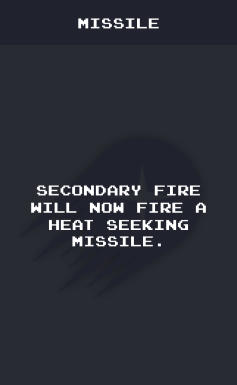 MISSILE
SECONDARY FIRE
WILL NOW FIRE A
HEAT SEEKING
MISSILE.